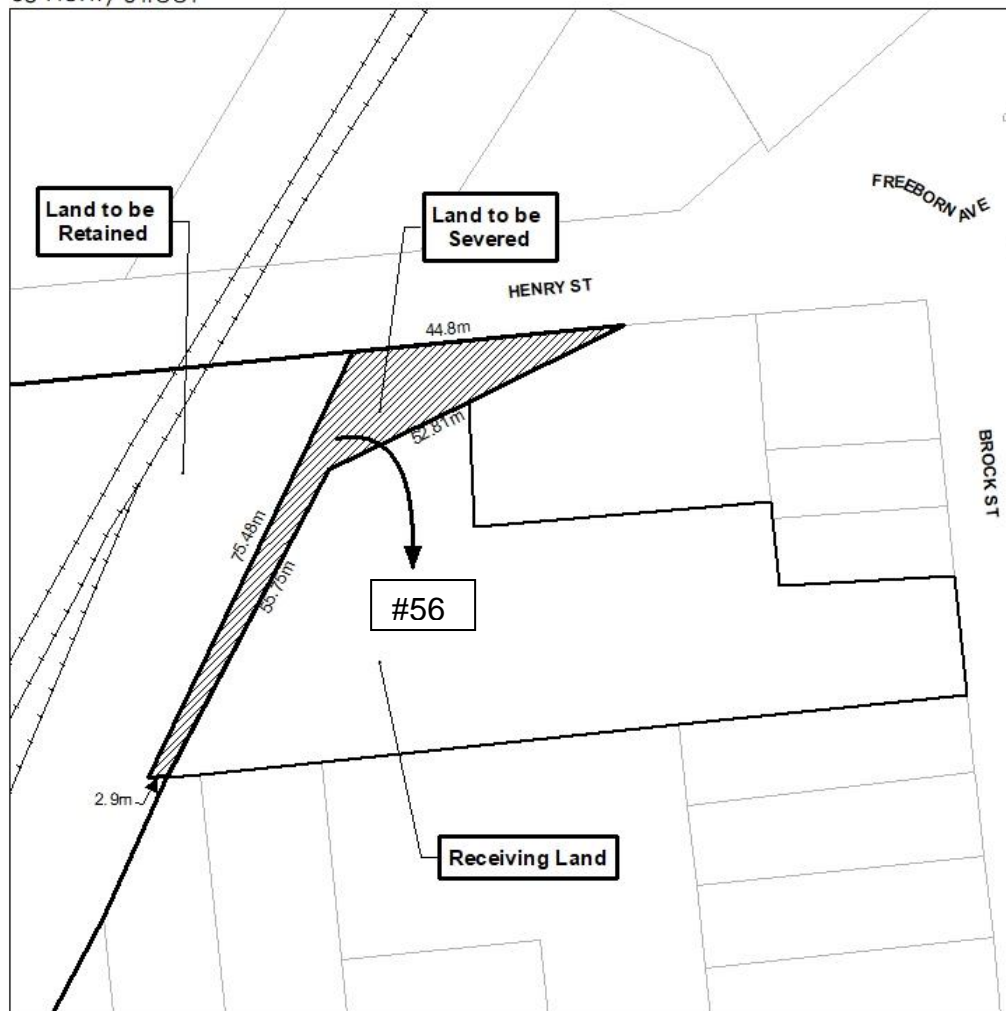 Land to be
Retained
Land to be
Severed
FREEBORN AVE
HENRY ST
44.8m
52.81m
BROCK ST
75.48m
55.75m
#56
2.9m
Receiving Land